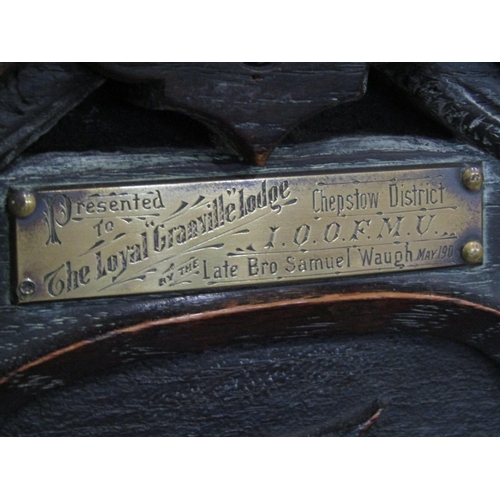 Presented
To
The Loyal "Granville" Lodge
Chepstow District
I.O.O.F.M.U.
BY THE Late Bro Samuel Waugh MAY 190